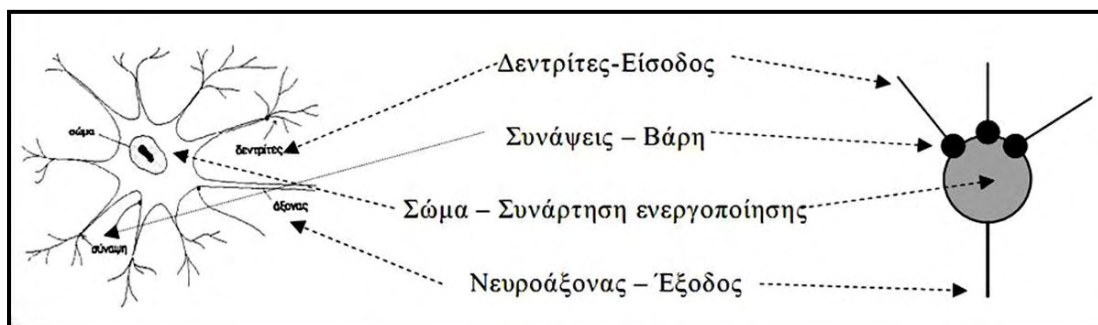 Δεντρίτες-Είσοδος
σώμα
δεντρίτες
Συνάψεις – Βάρη
άξονας
Σώμα – Συνάρτηση ενεργοποίησης
σύναψη
Νευροάξονας – Έξοδος